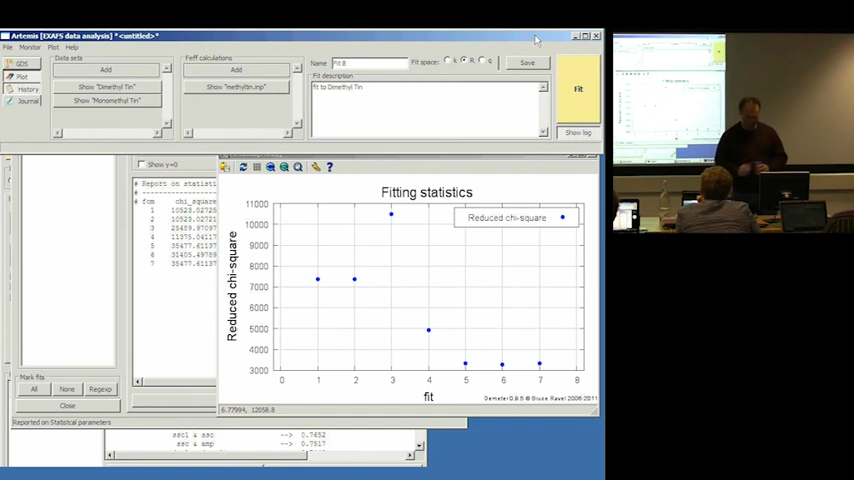 Artemis [EXAFS data analysis] *<untitled>*
File Monitor Plot Help
GDS
Plot
History
Journal
Data sets
Add
Show "Dimethyl Tin"
Show "Monomethyl Tin"
Feff calculations
Add
Show "methyltin.inp"
Name Fit 8
Fit space: k R q
Save
Fit description
fit to Dimethyl Tin
Fit
Show log
Show y=0
# Report on statisti
# fom chi_square
1 10523.02725
2 10523.02721
3 25489.97097
4 11375.04117
5 35477.61137
6 31405.49789
7 35477.61137
Fitting statistics
Reduced chi-square
11000
10000
9000
8000
7000
6000
5000
4000
3000
Reduced chi-square
0 1 2 3 4 5 6 7 8
fit
Demeter 0.9.5 © Bruce Ravel 2006-2011
6.77994, 12058.8
Mark fits
All None Regexp
Close
Reported on Statistcal parameters
ssc1 & ssc --> 0.7652
ssc & amp --> 0.7517